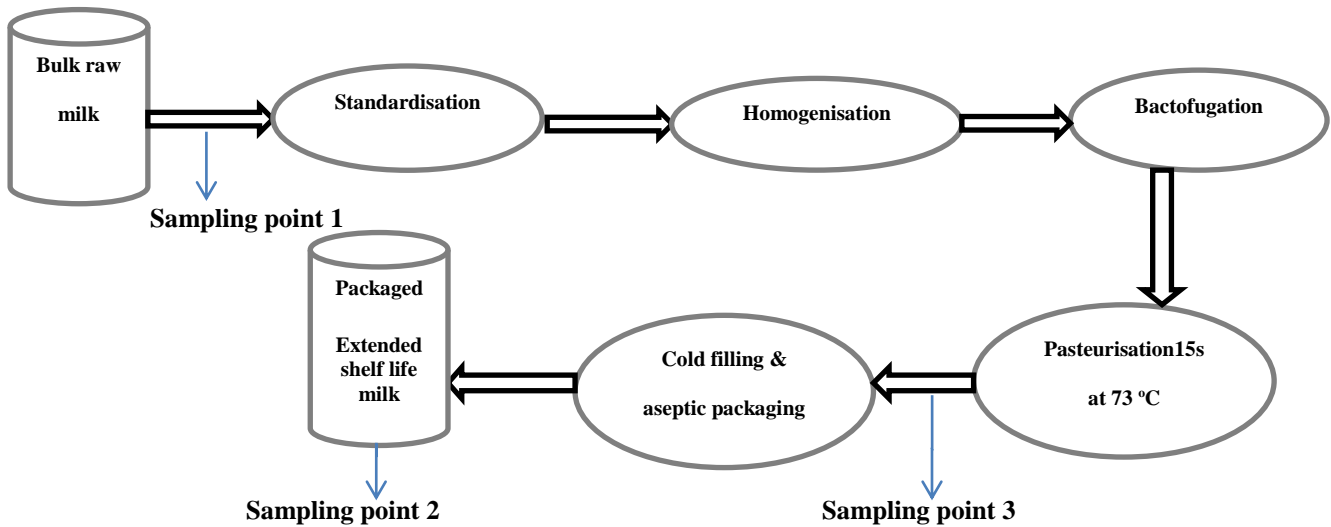 Bulk raw
milk
Standardisation
Homogenisation
Bactofugation
Sampling point 1
Packaged
Extended
shelf life
milk
Cold filling &
aseptic packaging
Pasteurisation15s
at 73 ºC
Sampling point 2
Sampling point 3